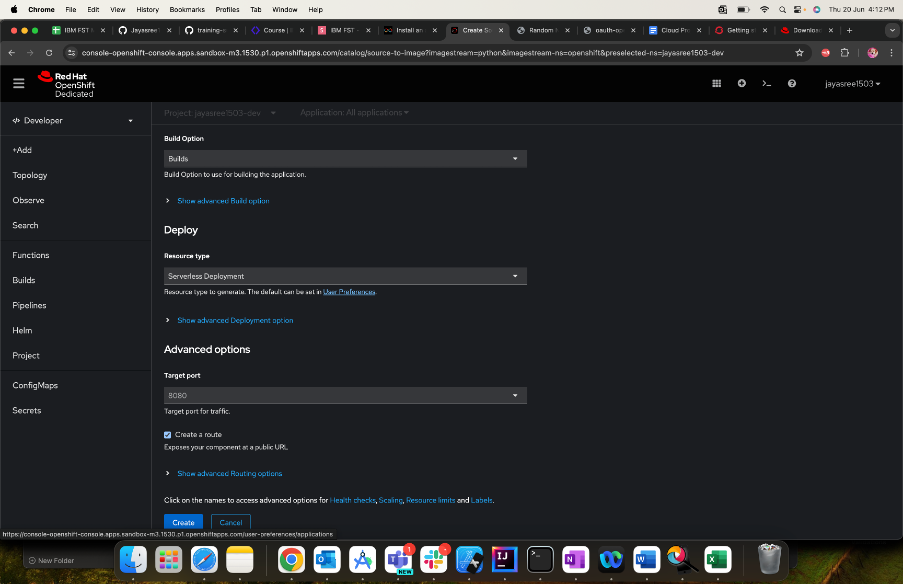 Chrome File Edit View History Bookmarks Profiles Tab Window Help Thu 20 Jun 4:12 PM
IBM FST × Jayasree × training-r × Course | × IBM FST - × Install an × Create So × Random × oauth-op × Cloud Pr × Getting × Download ×
console-openshift-console.apps.sandbox-m3.1530.p1.openshiftapps.com/catalog/source-to-image?imagestream=python&imagestream-ns=openshift&preselected-ns=jayasree1503-dev
Red Hat
OpenShift
Dedicated
jayasree1503
Developer
+Add
Topology
Observe
Search
Functions
Builds
Pipelines
Helm
Project
ConfigMaps
Secrets
Project: jayasree1503-dev Application: All applications
Build Option
Builds
Build Option to use for building the application.
Show advanced Build option
Deploy
Resource type
Serverless Deployment
Resource type to generate. The default can be set in User Preferences.
Show advanced Deployment option
Advanced options
Target port
8080
Target port for traffic.
Create a route
Exposes your component at a public URL.
Show advanced Routing options
Click on the names to access advanced options for Health checks, Scaling, Resource limits and Labels.
Create Cancel
https://console-openshift-console.apps.sandbox-m3.1530.p1.openshiftapps.com/user-preferences/applications
New Folder
1
NEW